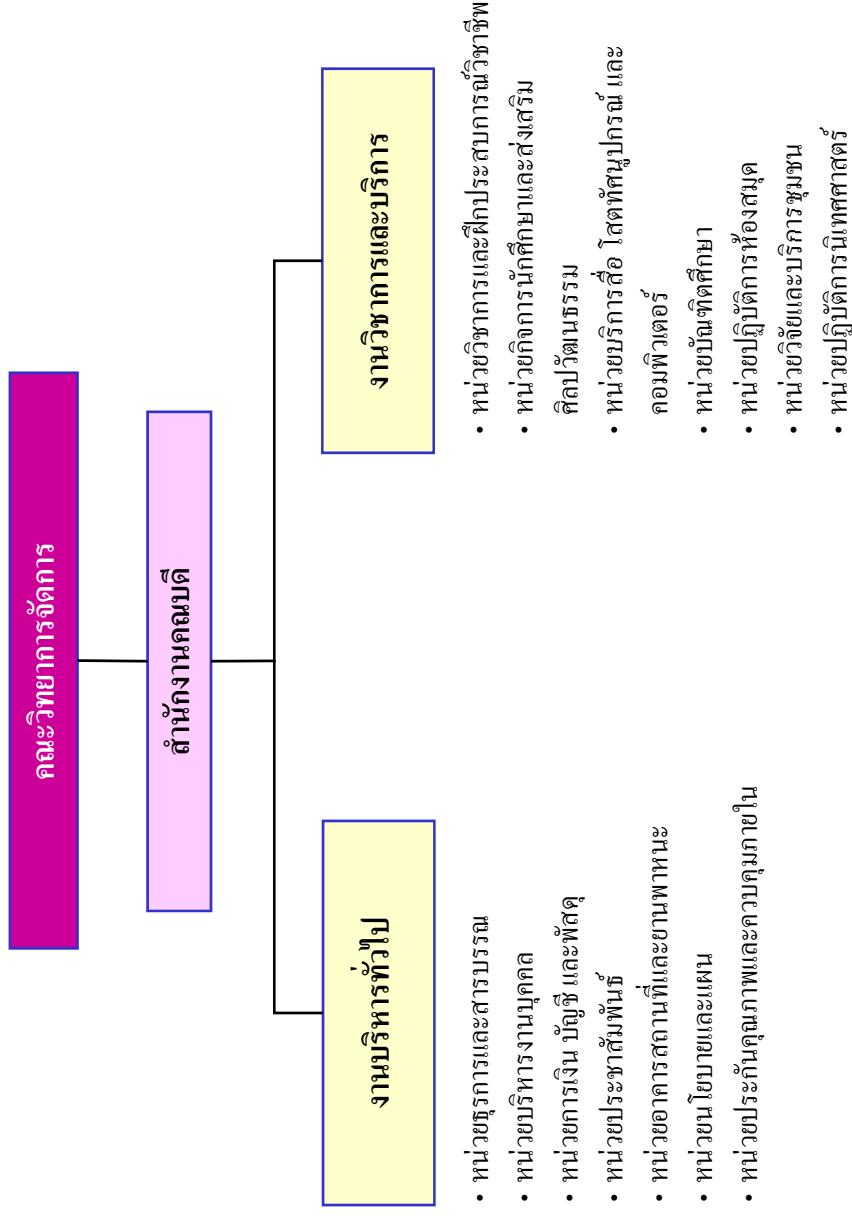 คณะวิทยาการจัดการ
สำนักงานคณบดี
งานบริหารทั่วไป
• หน่วยธุรการและสารบรรณ
• หน่วยบริหารงานบุคคล
• หน่วยการเงิน บัญชี และพัสดุ
• หน่วยประชาสัมพันธ์
• หน่วยอาคารสถานที่และยานพาหนะ
• หน่วยนโยบายและแผน
• หน่วยประกันคุณภาพและควบคุมภายใน
งานวิชาการและบริการ
• หน่วยวิชาการและฝึกประสบการณ์วิชาชีพ
• หน่วยกิจการนักศึกษาและส่งเสริม
ศิลปวัฒนธรรม
• หน่วยบริการสื่อ โสตทัศนูปกรณ์ และ
คอมพิวเตอร์
• หน่วยบัณฑิตศึกษา
• หน่วยปฏิบัติการห้องสมุด
• หน่วยวิจัยและบริการชุมชน
• หน่วยปฏิบัติการนิเทศศาสตร์